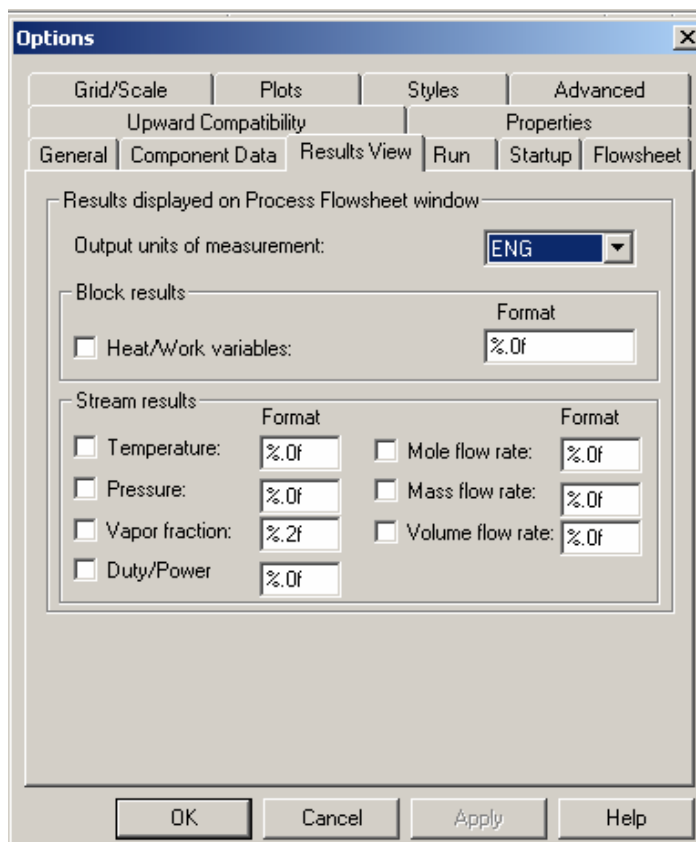 Options
Grid/Scale Plots Styles Advanced
Upward Compatibility Properties
General Component Data Results View Run Startup Flowsheet
Results displayed on Process Flowsheet window
Output units of measurement: ENG
Block results
Format
Heat/Work variables: %.0f
Stream results
Format Format
Temperature: %.0f Mole flow rate: %.0f
Pressure: %.0f Mass flow rate: %.0f
Vapor fraction: %.2f Volume flow rate: %.0f
Duty/Power %.0f
OK Cancel Apply Help